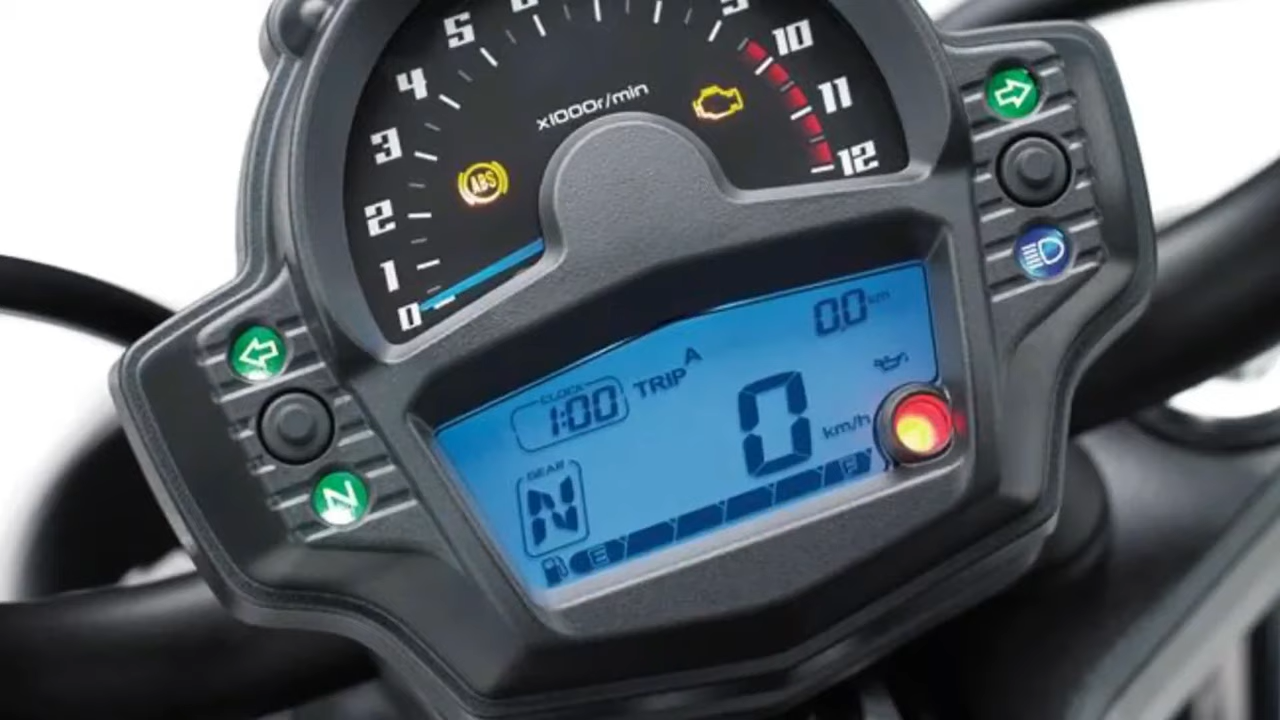 5
9
4
10
x1000r/min
3
11
ABS
12
2
1
0
0.0 km
TRIP A
CLOCK
1:00
0 km/h
GEAR
N
N
E
F